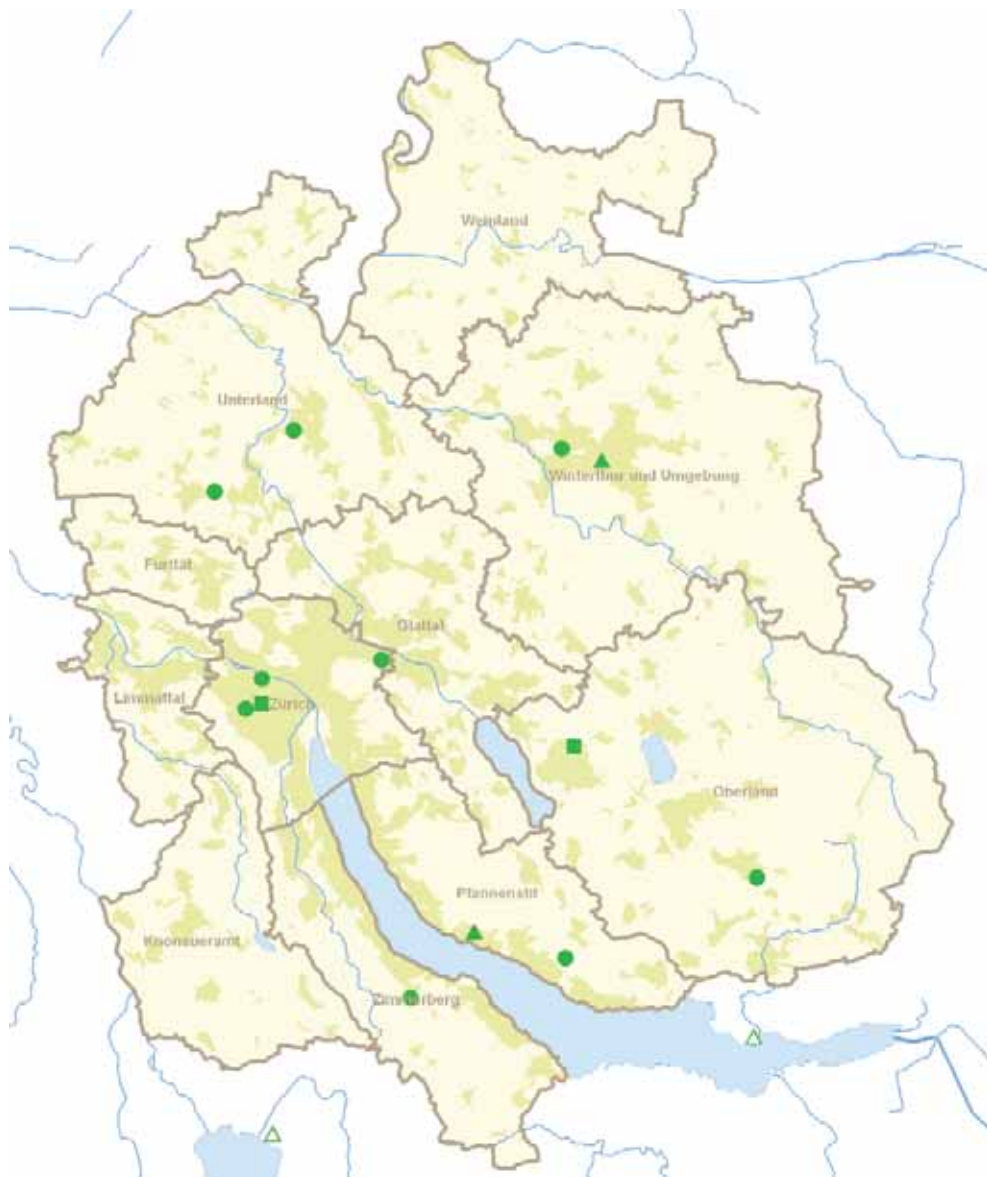 Weinland
Unterland
Winterthur und Umgebung
Furttal
Glattal
Limmattal
Zürich
Oberland
Pfannenstil
Knonaueramt
Zimmerberg